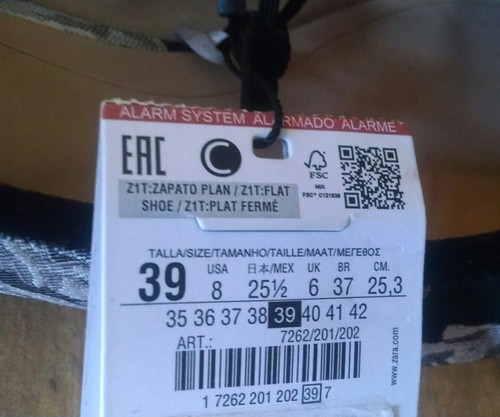 ALARM SYSTEM ALARMADO ALARME
EAC C
FSC
MIX
FSC® C121838
Z1T:ZAPATO PLAN / Z1T:FLAT
SHOE / Z1T:PLAT FERMÉ
TALLA/SIZE/TAMANHO/TAILLE/MAAT/ΜΕΓΕΘΟΣ
39 USA 日本/MEX UK BR CM.
8 25½ 6 37 25,3
35 36 37 38 39 40 41 42
ART.: 7262/201/202
1 7262 201 202 39 7
www.zara.com